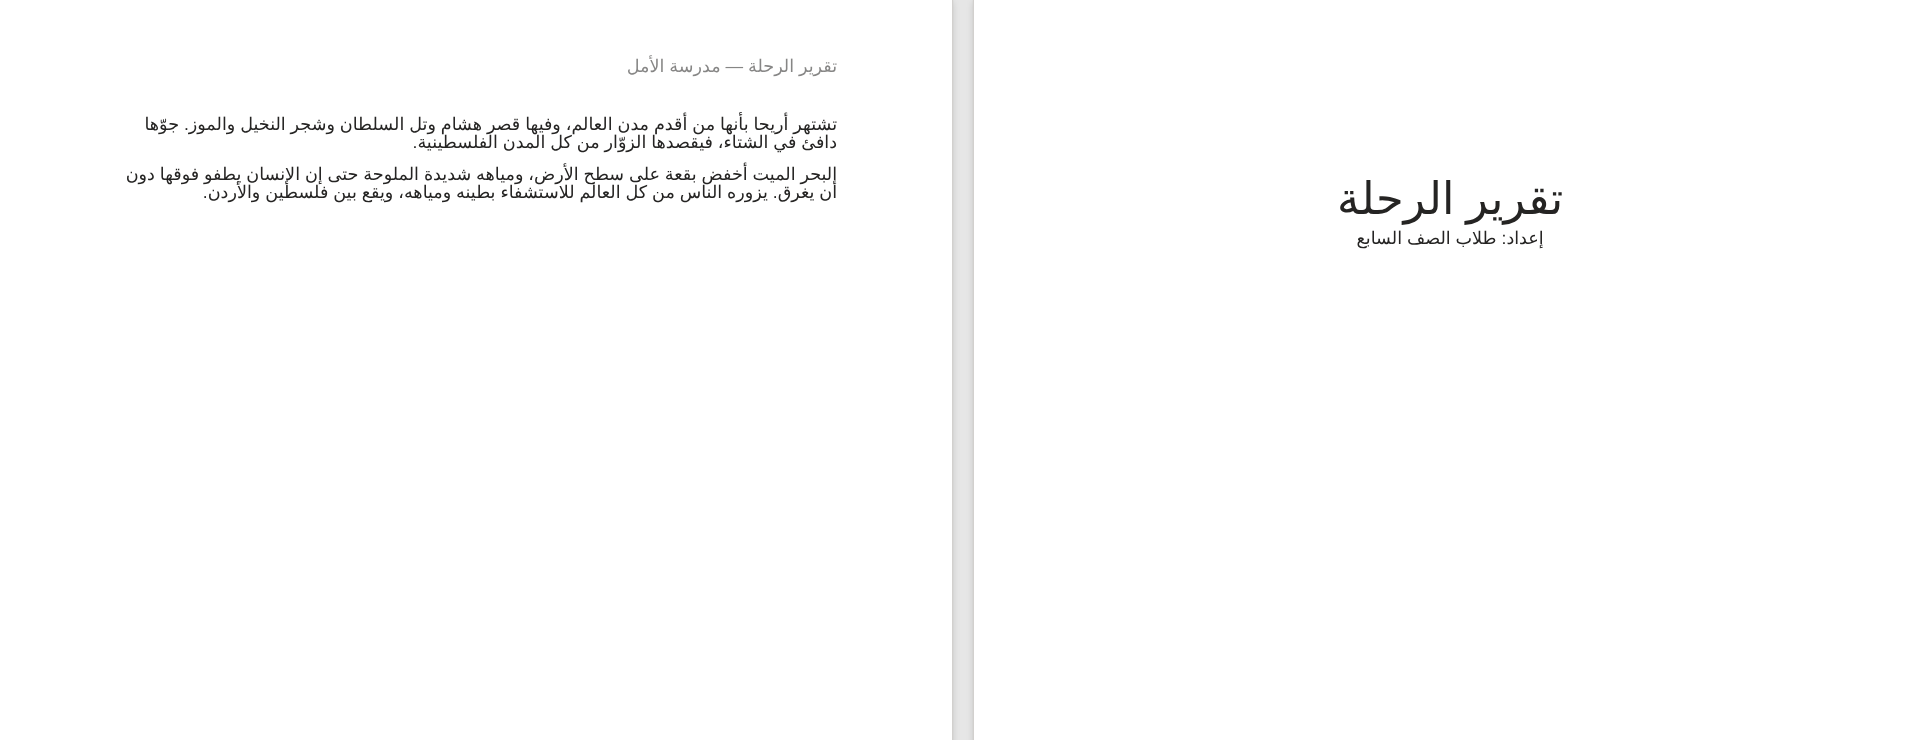 تقرير الرحلة
إعداد: طلاب الصف السابع
تقرير الرحلة — مدرسة الأمل
تشتهر أريحا بأنها من أقدم مدن العالم، وفيها قصر هشام وتل السلطان وشجر النخيل والموز. جوّها
دافئ في الشتاء، فيقصدها الزوّار من كل المدن الفلسطينية.
البحر الميت أخفض بقعة على سطح الأرض، ومياهه شديدة الملوحة حتى إن الإنسان يطفو فوقها دون
أن يغرق. يزوره الناس من كل العالم للاستشفاء بطينه ومياهه، ويقع بين فلسطين والأردن.